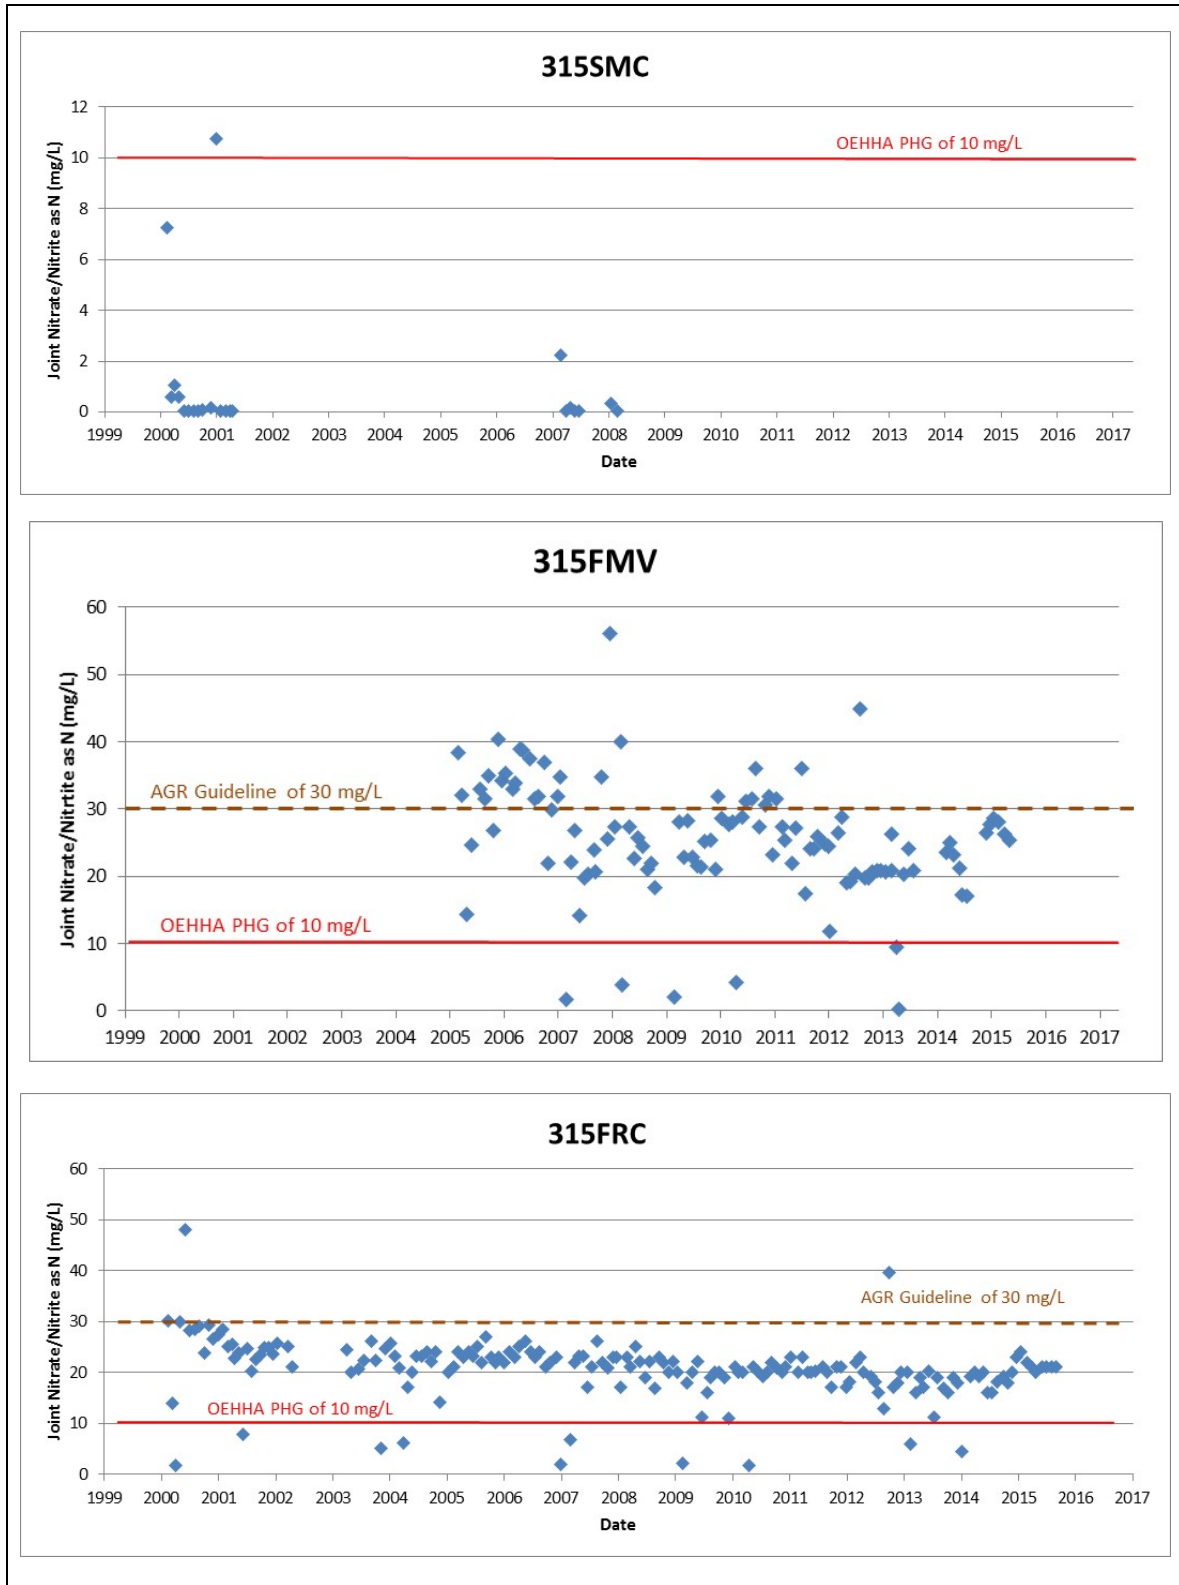 315SMC
12
10
8
6
4
2
0
Joint Nitrate/Nitrite as N (mg/L)
OEHHA PHG of 10 mg/L
1999 2000 2001 2002 2003 2004 2005 2006 2007 2008 2009 2010 2011 2012 2013 2014 2015 2016 2017
Date
315FMV
60
50
40
30
20
10
0
Joint Nitrate/Nitrtite as N (mg/L)
AGR Guideline of 30 mg/L
OEHHA PHG of 10 mg/L
1999 2000 2001 2002 2003 2004 2005 2006 2007 2008 2009 2010 2011 2012 2013 2014 2015 2016 2017
315FRC
60
50
40
30
20
10
0
Joint Nitrate/Nitrite as N (mg/L)
AGR Guideline of 30 mg/L
OEHHA PHG of 10 mg/L
1999 2000 2001 2002 2003 2004 2005 2006 2007 2008 2009 2010 2011 2012 2013 2014 2015 2016 2017
Date